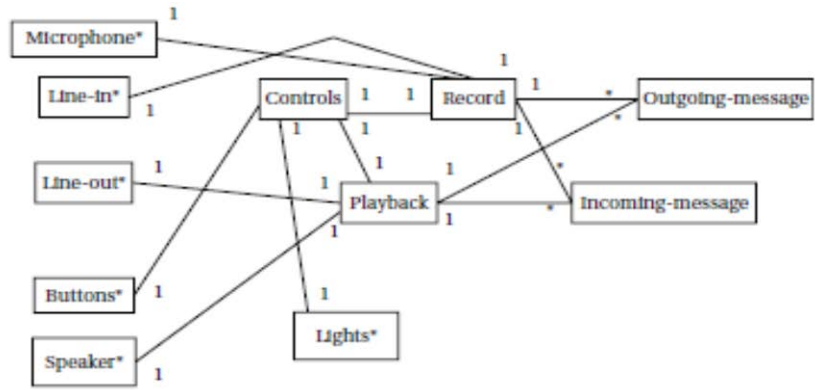 1
Microphone*
1
Line-in* Controls 1 1 Record 1 * Outgoing-message
1 1 1 1 *
Line-out* 1 1 1 1 *
Playback Incoming-message
1 1 *
Buttons* 1 1
Lights*
Speaker*
1